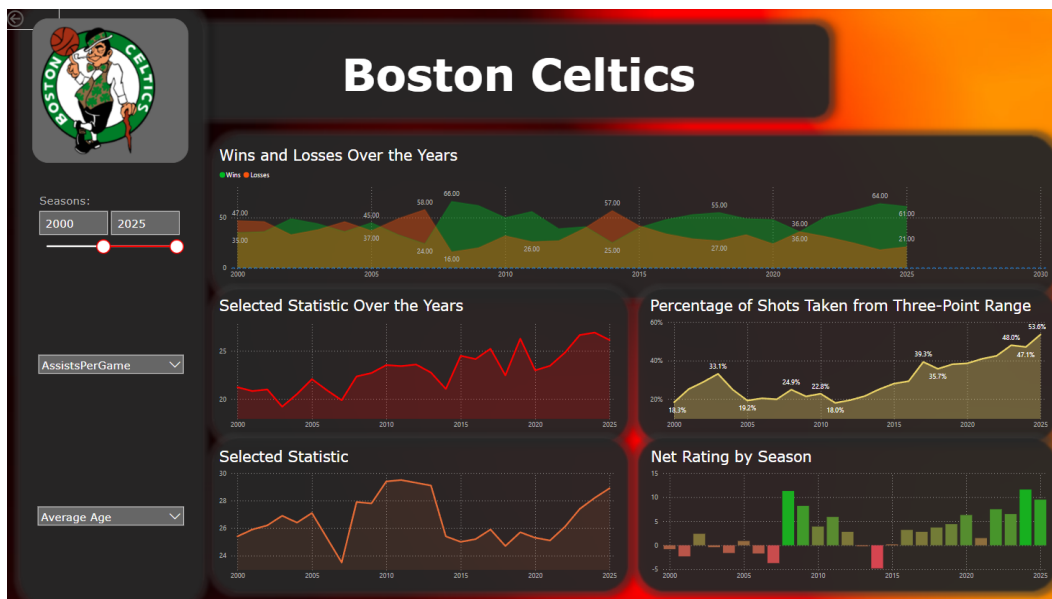 BOSTON CELTICS
Boston Celtics
Seasons:
2000 2025
AssistsPerGame
Average Age
Wins and Losses Over the Years
Wins Losses
66.00
64.00
58.00
57.00
55.00
47.00
45.00
61.00
50
36.00
35.00
37.00
36.00
24.00
26.00
25.00
27.00
21.00
16.00
0
2000 2005 2010 2015 2020 2025 2030
Selected Statistic Over the Years
25
20
2000 2005 2010 2015 2020 2025
Percentage of Shots Taken from Three-Point Range
60%
53.6%
48.0%
47.1%
40%
39.3%
35.7%
33.1%
24.9%
22.8%
20%
18.3%
19.2%
18.0%
2000 2005 2010 2015 2020 2025
Selected Statistic
30
28
26
24
2000 2005 2010 2015 2020 2025
Net Rating by Season
15
10
5
0
-5
2000 2005 2010 2015 2020 2025